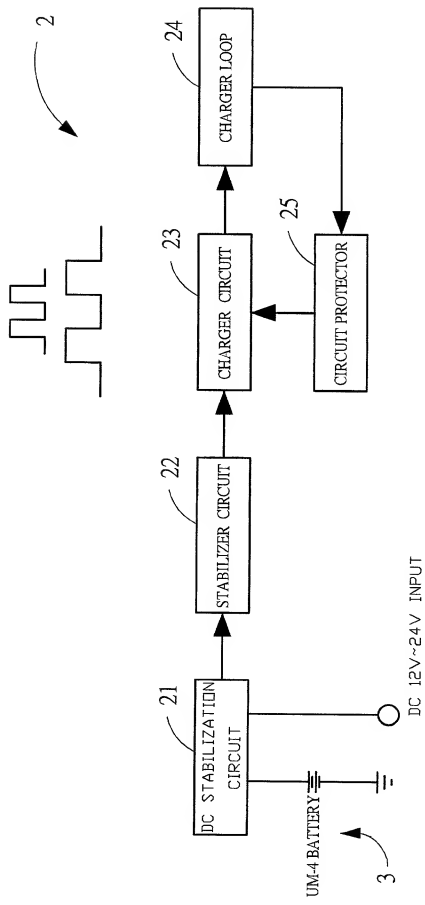 2
21
DC STABILIZATION
CIRCUIT
22
STABILIZER CIRCUIT
23
CHARGER CIRCUIT
24
CHARGER LOOP
25
CIRCUIT PROTECTOR
UM-4 BATTERY
3
DC 12V~24V INPUT